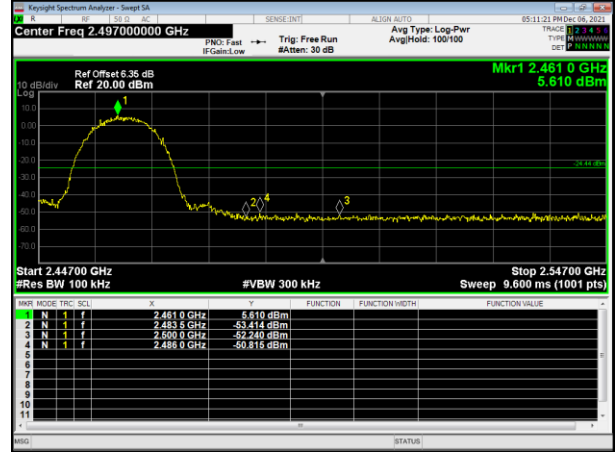 Keysight Spectrum Analyzer - Swept SA
R RF 50 Ω AC SENSE:INT ALIGN AUTO 05:11:21 PM Dec 06, 2021
Center Freq 2.497000000 GHz
PNO: Fast
IFGain:Low
Trig: Free Run
#Atten: 30 dB
Avg Type: Log-Pwr
Avg|Hold: 100/100
TRACE 1 2 3 4 5 6
TYPE M WWWWW
DET P N N N N N
Mkr1 2.461 0 GHz
5.610 dBm
Ref Offset 6.35 dB
10 dB/div Ref 20.00 dBm
Log
10.0
0.00
-10.0
-20.0
-30.0
-40.0
-50.0
-60.0
-70.0
1
2
4
3
-24.44 dBm
Start 2.44700 GHz Stop 2.54700 GHz
#Res BW 100 kHz #VBW 300 kHz Sweep 9.600 ms (1001 pts)
MKR MODE TRC SCL X Y FUNCTION FUNCTION WIDTH FUNCTION VALUE
1 N 1 f 2.461 0 GHz 5.610 dBm
2 N 1 f 2.483 5 GHz -53.414 dBm
3 N 1 f 2.500 0 GHz -52.240 dBm
4 N 1 f 2.486 0 GHz -50.815 dBm
5
6
7
8
9
10
11
MSG STATUS